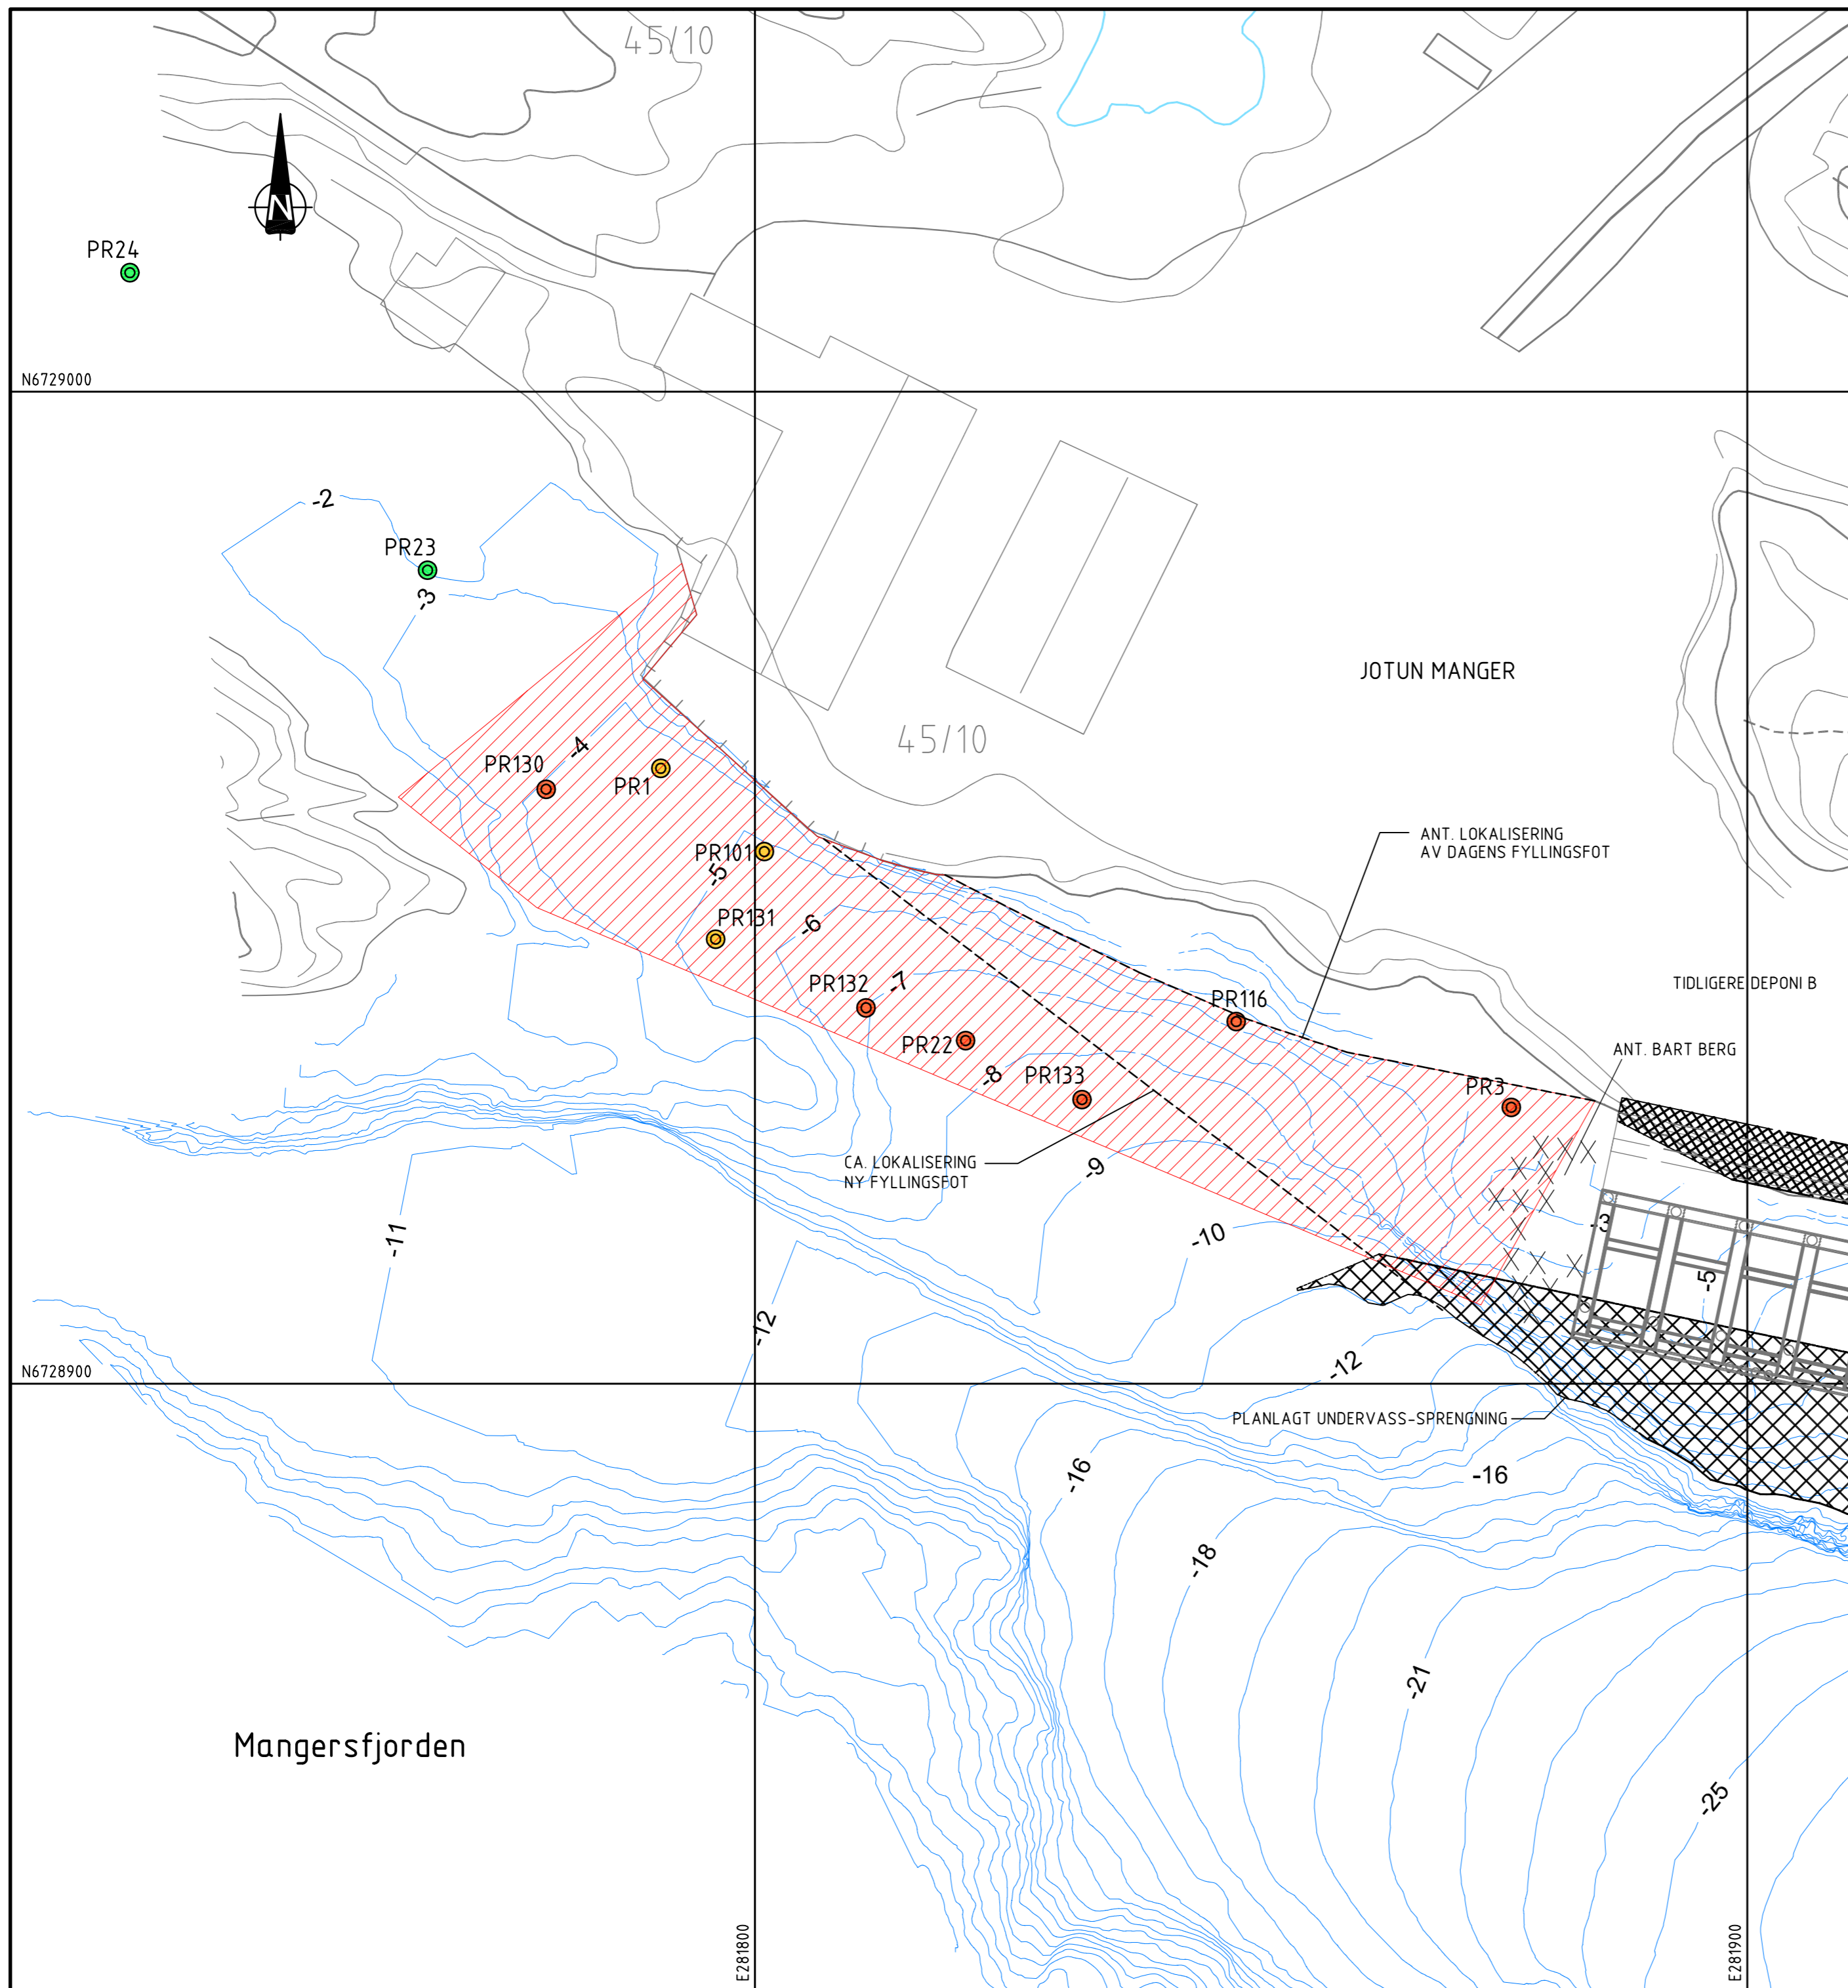 45/10
N
PR24
N6729000
-2
PR23
-3
JOTUN MANGER
45/10
-4
PR130
PR1
ANT. LOKALISERING
AV DAGENS FYLLINGSFOT
PR101
-5
PR131
-6
PR132
-7
TIDLIGERE DEPONI B
PR116
PR22
ANT. BART BERG
-8
PR133
PR3
CA. LOKALISERING
NY FYLLINGSFOT
-9
-3
-11
-10
-5
-12
-12
N6728900
PLANLAGT UNDERVASS-SPRENGNING
-16
-16
-18
-21
Mangersfjorden
-25
E281800
E281900